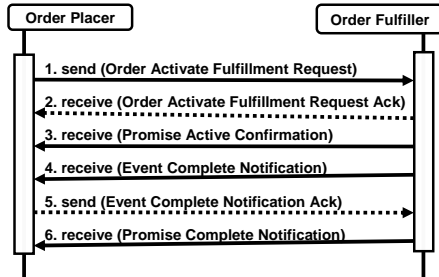 Order Placer
Order Fulfiller
1. send (Order Activate Fulfillment Request)
2. receive (Order Activate Fulfillment Request Ack)
3. receive (Promise Active Confirmation)
4. receive (Event Complete Notification)
5. send (Event Complete Notification Ack)
6. receive (Promise Complete Notification)